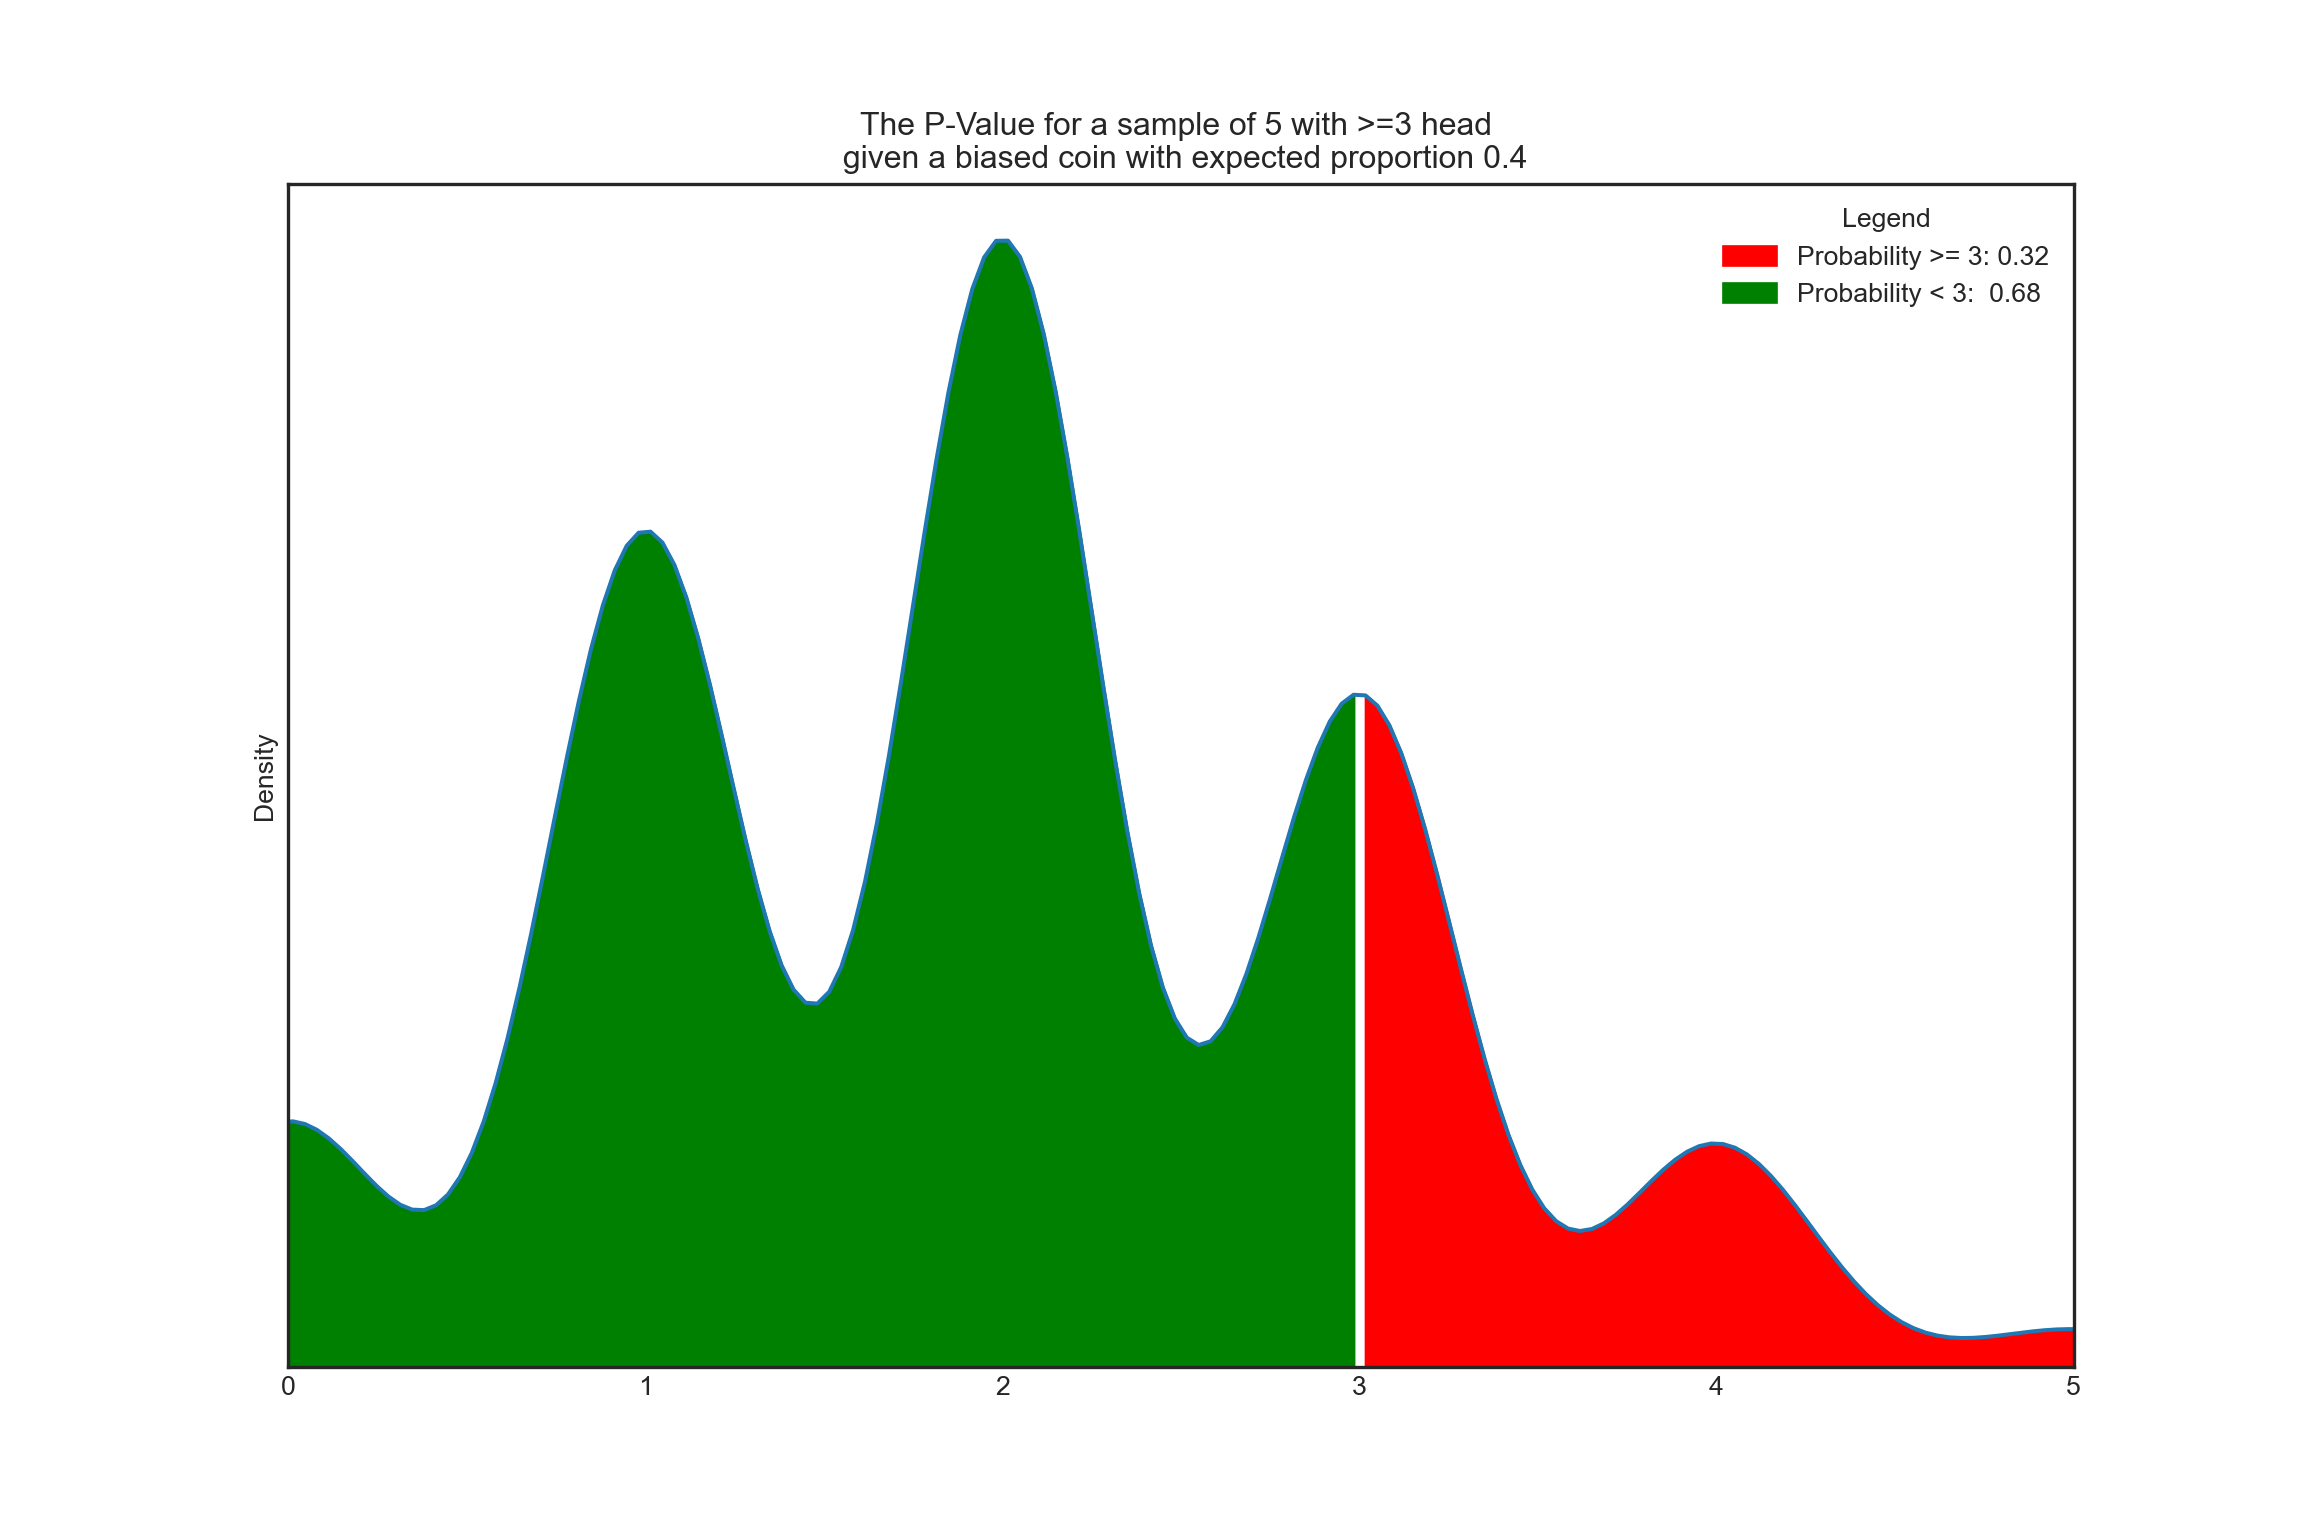 The P-Value for a sample of 5 with >=3 head
given a biased coin with expected proportion 0.4
Legend
Probability >= 3: 0.32
Probability < 3:  0.68
Density
0 1 2 3 4 5